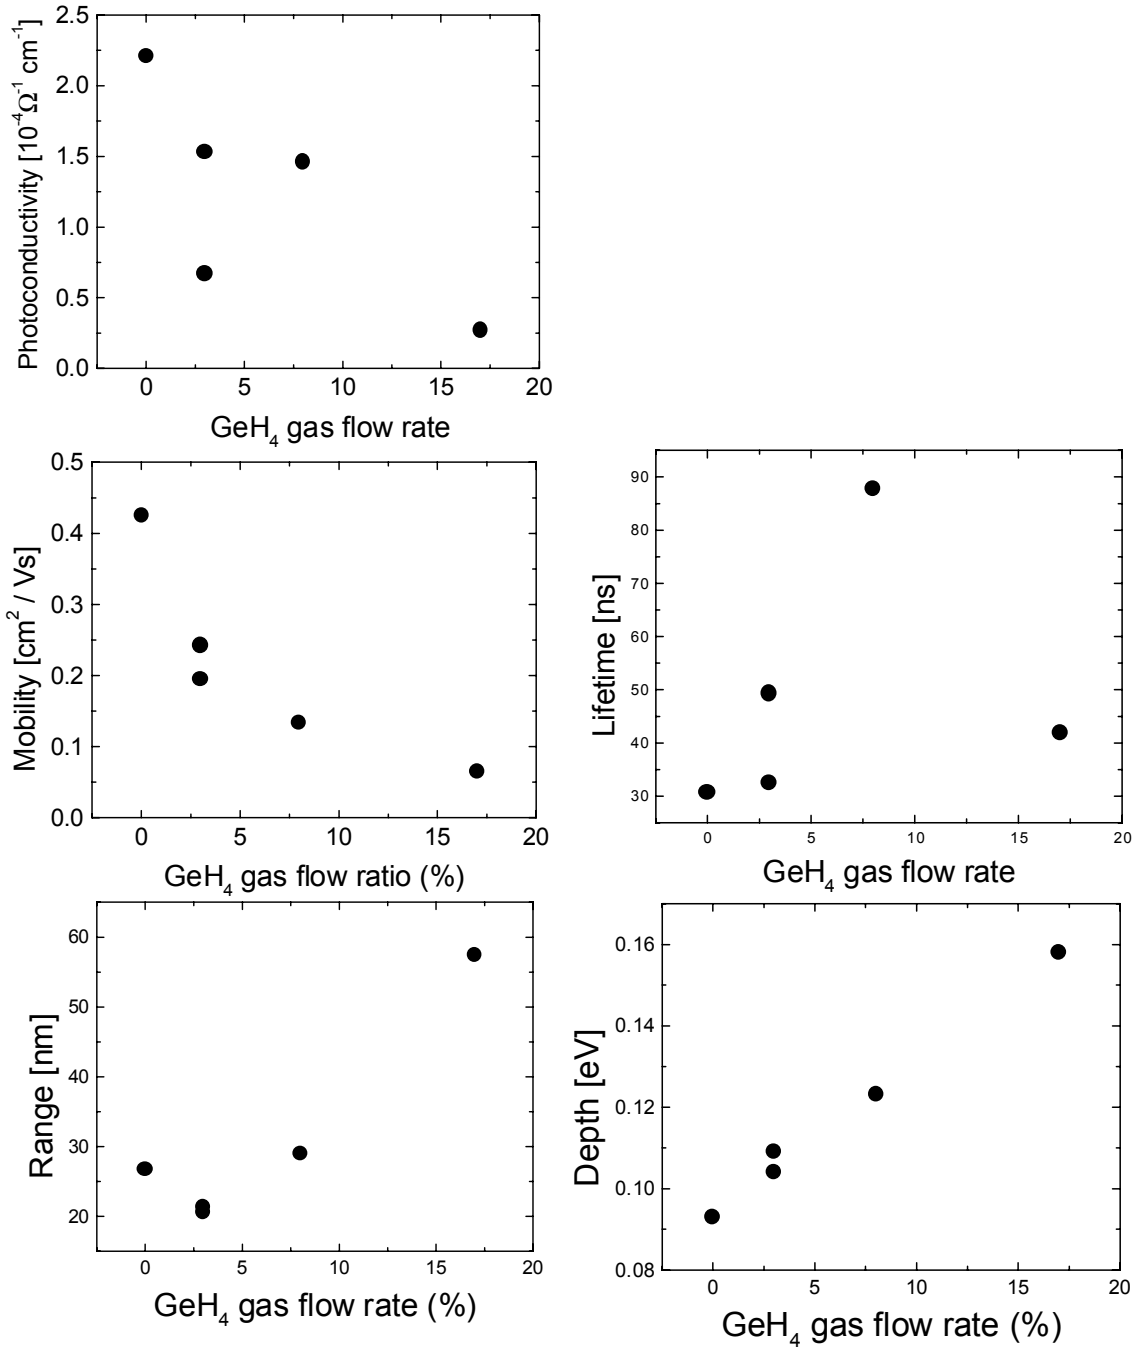 Photoconductivity [10⁻⁴Ω⁻¹ cm⁻¹]
2.5
2.0
1.5
1.0
0.5
0.0
0 5 10 15 20
GeH₄ gas flow rate
Mobility [cm² / Vs]
0.5
0.4
0.3
0.2
0.1
0.0
0 5 10 15 20
GeH₄ gas flow ratio (%)
Lifetime [ns]
90
80
70
60
50
40
30
0 5 10 15 20
GeH₄ gas flow rate
Range [nm]
60
50
40
30
20
0 5 10 15 20
GeH₄ gas flow rate (%)
Depth [eV]
0.16
0.14
0.12
0.10
0.08
0 5 10 15 20
GeH₄ gas flow rate (%)